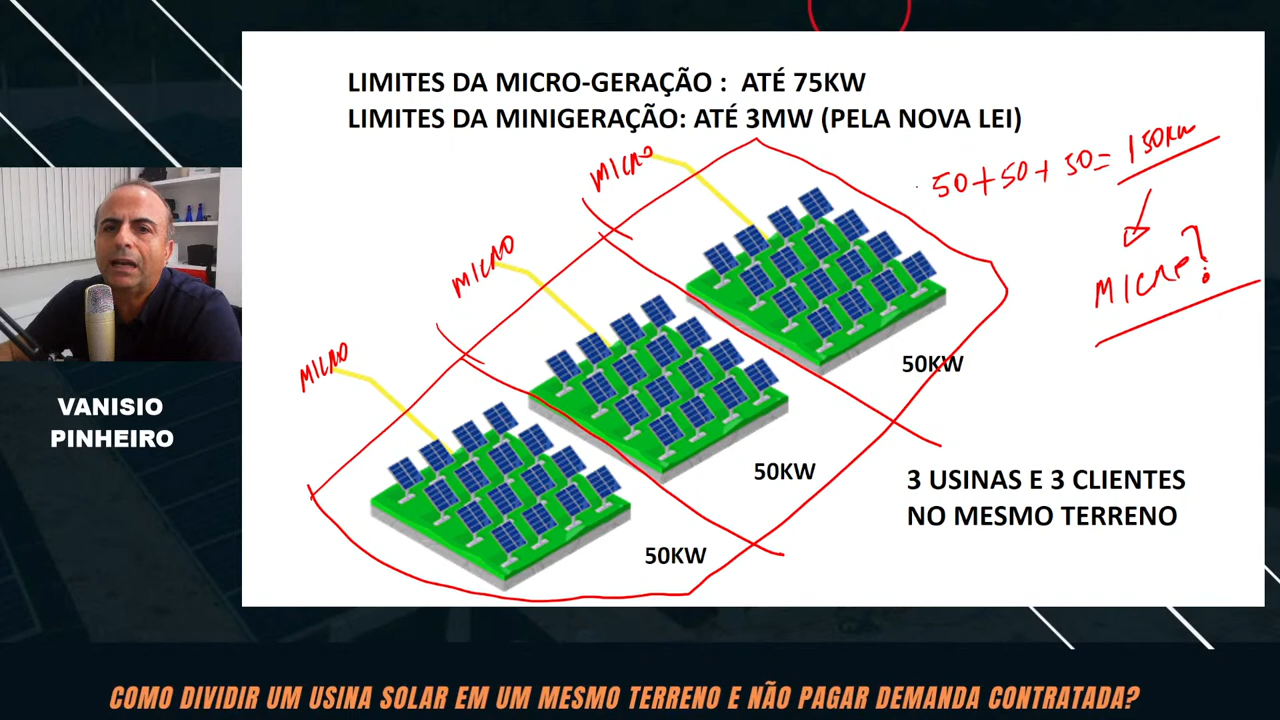 LIMITES DA MICRO-GERAÇÃO : ATÉ 75KW
LIMITES DA MINIGERAÇÃO: ATÉ 3MW (PELA NOVA LEI)
MICRO
50+50+50=150KW
MICRO
MICRO?
MICRO
50KW
VANISIO
PINHEIRO
50KW
3 USINAS E 3 CLIENTES
NO MESMO TERRENO
50KW
COMO DIVIDIR UM USINA SOLAR EM UM MESMO TERRENO E NÃO PAGAR DEMANDA CONTRATADA?